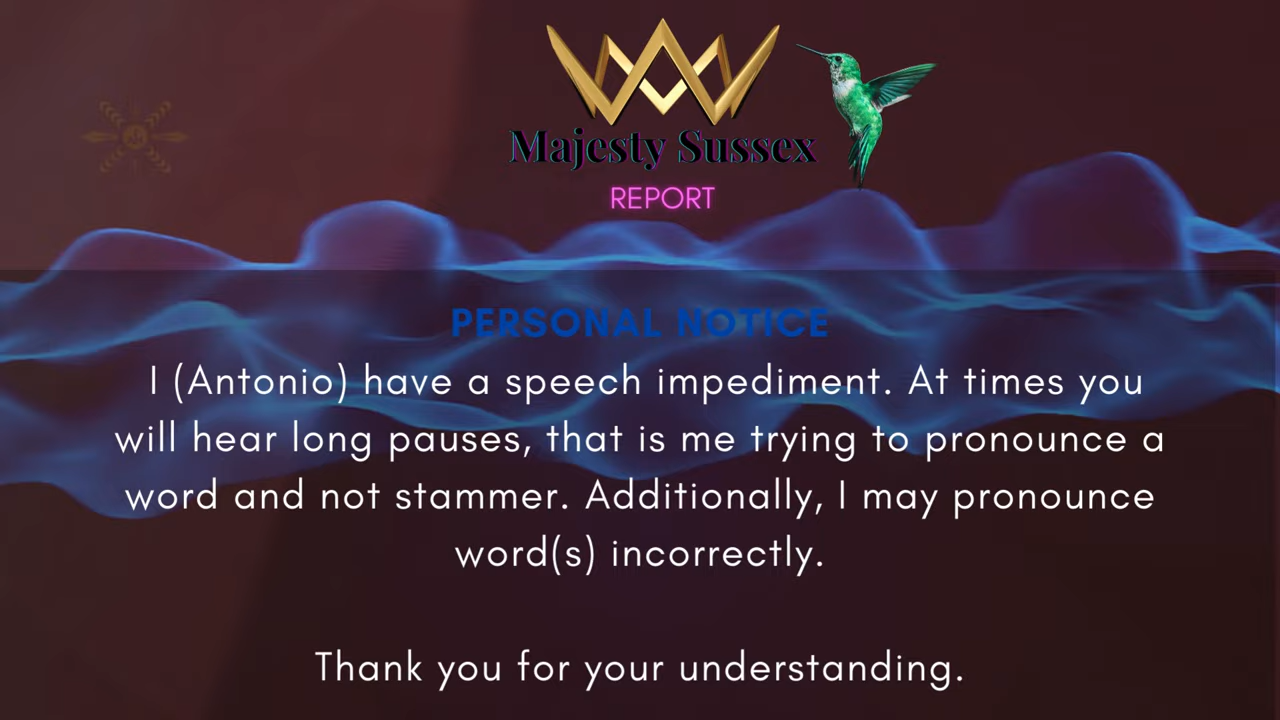 Majesty Sussex
REPORT
PERSONAL NOTICE
I (Antonio) have a speech impediment. At times you
will hear long pauses, that is me trying to pronounce a
word and not stammer. Additionally, I may pronounce
word(s) incorrectly.
Thank you for your understanding.